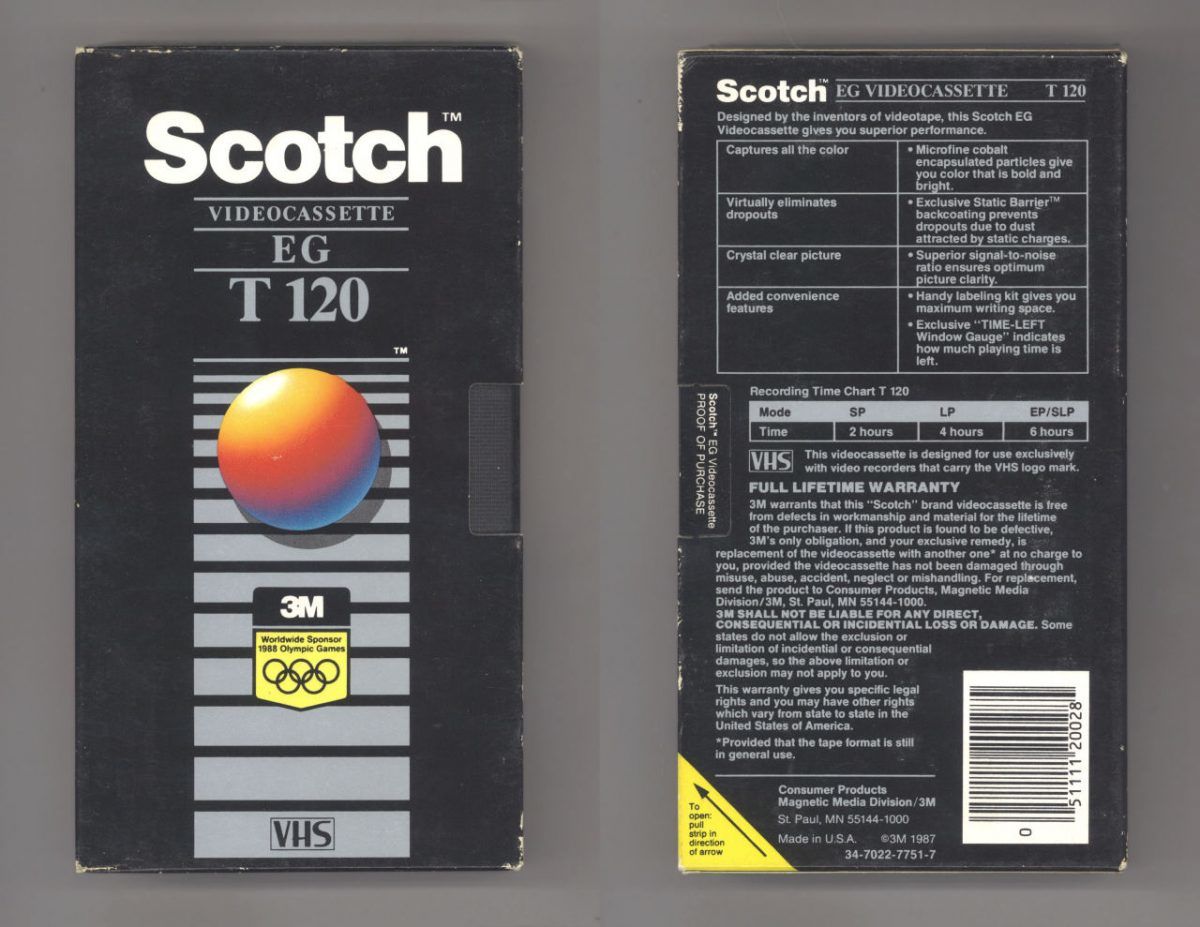 Scotch™
VIDEOCASSETTE
EG
T 120
™
3M
Worldwide Sponsor
1988 Olympic Games
VHS
Scotch™ EG VIDEOCASSETTE T 120
Designed by the inventors of videotape, this Scotch EG
Videocassette gives you superior performance.
Captures all the color
• Microfine cobalt
encapsulated particles give
you color that is bold and
bright.
Virtually eliminates
dropouts
• Exclusive Static Barrier™
backcoating prevents
dropouts due to dust
attracted by static charges.
Crystal clear picture
• Superior signal-to-noise
ratio ensures optimum
picture clarity.
Added convenience
features
• Handy labeling kit gives you
maximum writing space.
• Exclusive "TIME-LEFT
Window Gauge" indicates
how much playing time is
left.
Recording Time Chart T 120
Mode SP LP EP/SLP
Time 2 hours 4 hours 6 hours
Scotch™ EG Videocassette
PROOF OF PURCHASE
VHS
This videocassette is designed for use exclusively
with video recorders that carry the VHS logo mark.
FULL LIFETIME WARRANTY
3M warrants that this "Scotch" brand videocassette is free
from defects in workmanship and material for the lifetime
of the purchaser. If this product is found to be defective,
3M's only obligation, and your exclusive remedy, is
replacement of the videocassette with another one* at no charge to
you, provided the videocassette has not been damaged through
misuse, abuse, accident, neglect or mishandling. For replacement,
send the product to Consumer Products, Magnetic Media
Division/3M, St. Paul, MN 55144-1000.
3M SHALL NOT BE LIABLE FOR ANY DIRECT,
CONSEQUENTIAL OR INCIDENTIAL LOSS OR DAMAGE. Some
states do not allow the exclusion or
limitation of incidential or consequential
damages, so the above limitation or
exclusion may not apply to you.
This warranty gives you specific legal
rights and you may have other rights
which vary from state to state in the
United States of America.
*Provided that the tape format is still
in general use.
Consumer Products
Magnetic Media Division/3M
St. Paul, MN 55144-1000
Made in U.S.A. ©3M 1987
34-7022-7751-7
To
open:
pull
strip in
direction
of arrow
0 51111 20028